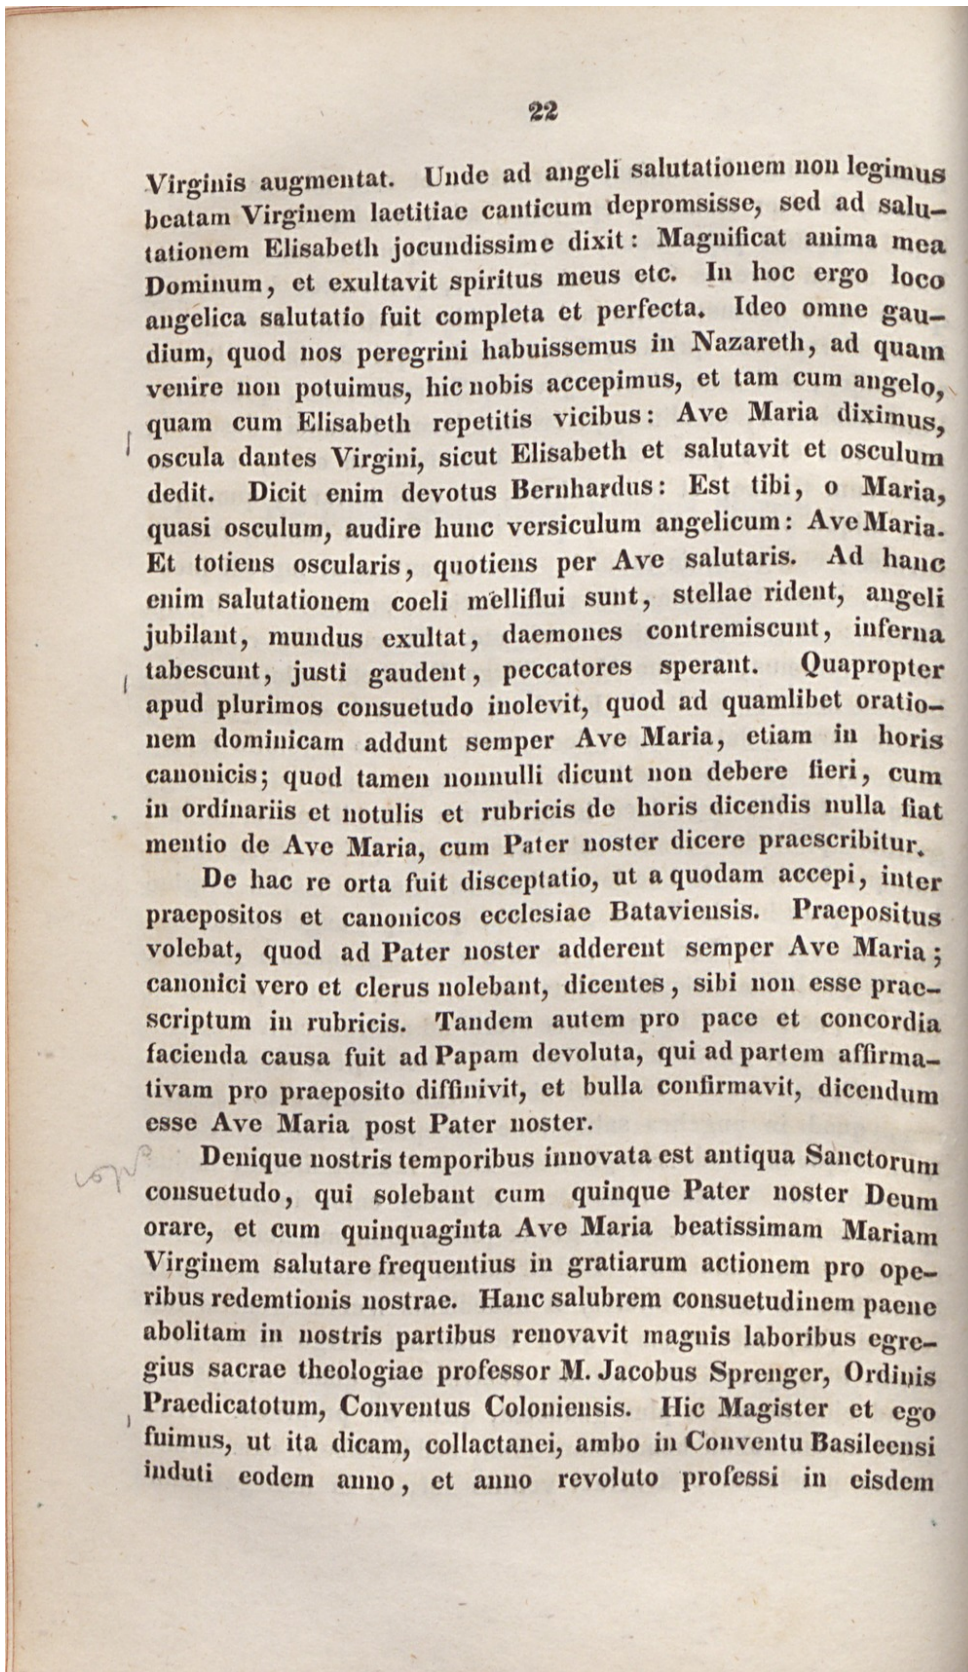 22
Virginis augmentat. Unde ad angeli salutationem non legimus
beatam Virginem laetitiae canticum depromsisse, sed ad salu-
tationem Elisabeth jocundissime dixit: Magnificat anima mea
Dominum, et exultavit spiritus meus etc. In hoc ergo loco
angelica salutatio fuit completa et perfecta. Ideo omne gau-
dium, quod nos peregrini habuissemus in Nazareth, ad quam
venire non potuimus, hic nobis accepimus, et tam cum angelo,
quam cum Elisabeth repetitis vicibus: Ave Maria diximus,
oscula dantes Virgini, sicut Elisabeth et salutavit et osculum
dedit. Dicit enim devotus Bernhardus: Est tibi, o Maria,
quasi osculum, audire hunc versiculum angelicum: Ave Maria.
Et totiens oscularis, quotiens per Ave salutaris. Ad hanc
enim salutationem coeli melliflui sunt, stellae rident, angeli
jubilant, mundus exultat, daemones contremiscunt, inferna
tabescunt, justi gaudent, peccatores sperant. Quapropter
apud plurimos consuetudo inolevit, quod ad quamlibet oratio-
nem dominicam addunt semper Ave Maria, etiam in horis
canonicis; quod tamen nonnulli dicunt non debere fieri, cum
in ordinariis et notulis et rubricis de horis dicendis nulla fiat
mentio de Ave Maria, cum Pater noster dicere praescribitur.
De hac re orta fuit disceptatio, ut a quodam accepi, inter
praepositos et canonicos ecclesiae Bataviensis. Praepositus
volebat, quod ad Pater noster adderent semper Ave Maria;
canonici vero et clerus nolebant, dicentes, sibi non esse prae-
scriptum in rubricis. Tandem autem pro pace et concordia
facienda causa fuit ad Papam devoluta, qui ad partem affirma-
tivam pro praeposito diffinivit, et bulla confirmavit, dicendum
esse Ave Maria post Pater noster.
Denique nostris temporibus innovata est antiqua Sanctorum
consuetudo, qui solebant cum quinque Pater noster Deum
orare, et cum quinquaginta Ave Maria beatissimam Mariam
Virginem salutare frequentius in gratiarum actionem pro ope-
ribus redemtionis nostrae. Hanc salubrem consuetudinem paene
abolitam in nostris partibus renovavit magnis laboribus egre-
gius sacrae theologiae professor M. Jacobus Sprenger, Ordinis
Praedicatotum, Conventus Coloniensis. Hic Magister et ego
fuimus, ut ita dicam, collactanei, ambo in Conventu Basileensi
induti eodem anno, et anno revoluto professi in eisdem